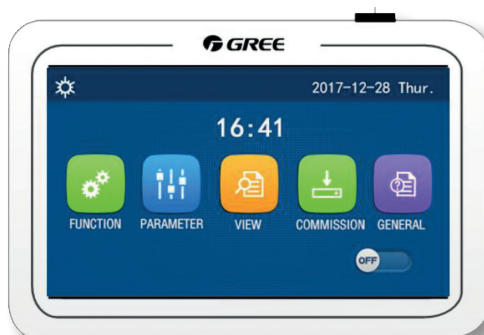 GREE
2017-12-28 Thur.
16:41
FUNCTION PARAMETER VIEW COMMISSION GENERAL
OFF